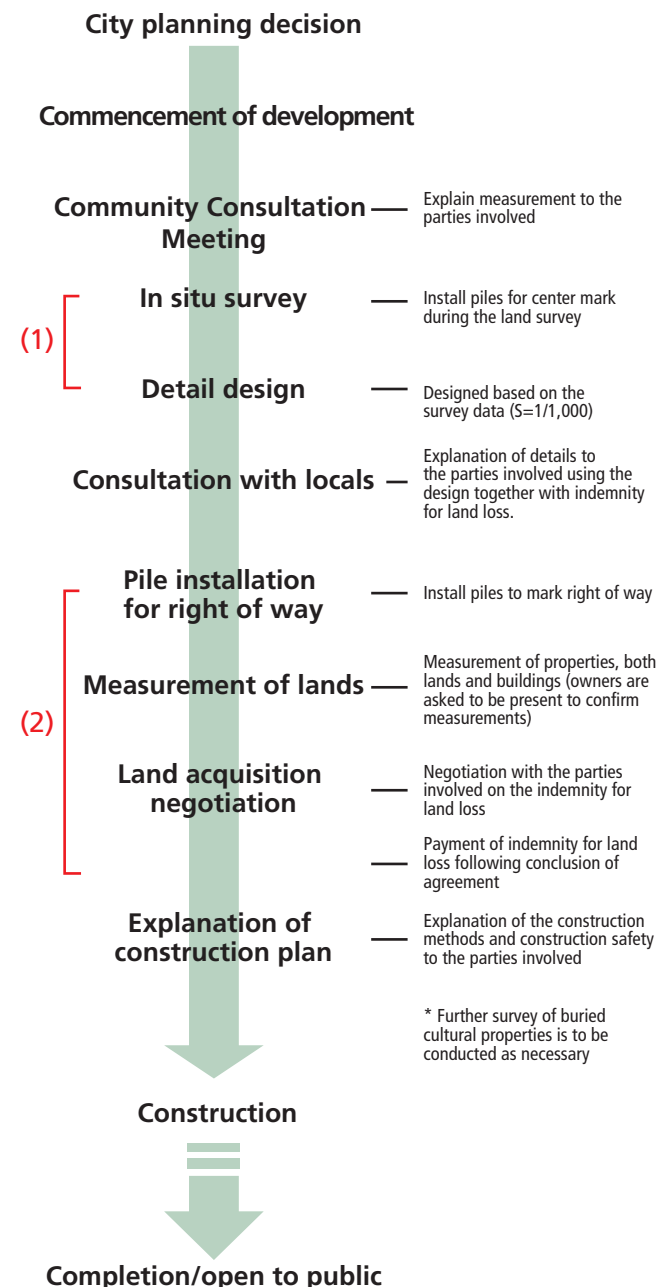 City planning decision
Commencement of development
Community Consultation
Meeting
Explain measurement to the
parties involved
(1)
In situ survey
Install piles for center mark
during the land survey
Detail design
Designed based on the
survey data (S=1/1,000)
Consultation with locals
Explanation of details to
the parties involved using the
design together with indemnity
for land loss.
(2)
Pile installation
for right of way
Install piles to mark right of way
Measurement of lands
Measurement of properties, both
lands and buildings (owners are
asked to be present to confirm
measurements)
Land acquisition
negotiation
Negotiation with the parties
involved on the indemnity for
land loss
Payment of indemnity for land
loss following conclusion of
agreement
Explanation of
construction plan
Explanation of the construction
methods and construction safety
to the parties involved
* Further survey of buried
cultural properties is to be
conducted as necessary
Construction
Completion/open to public